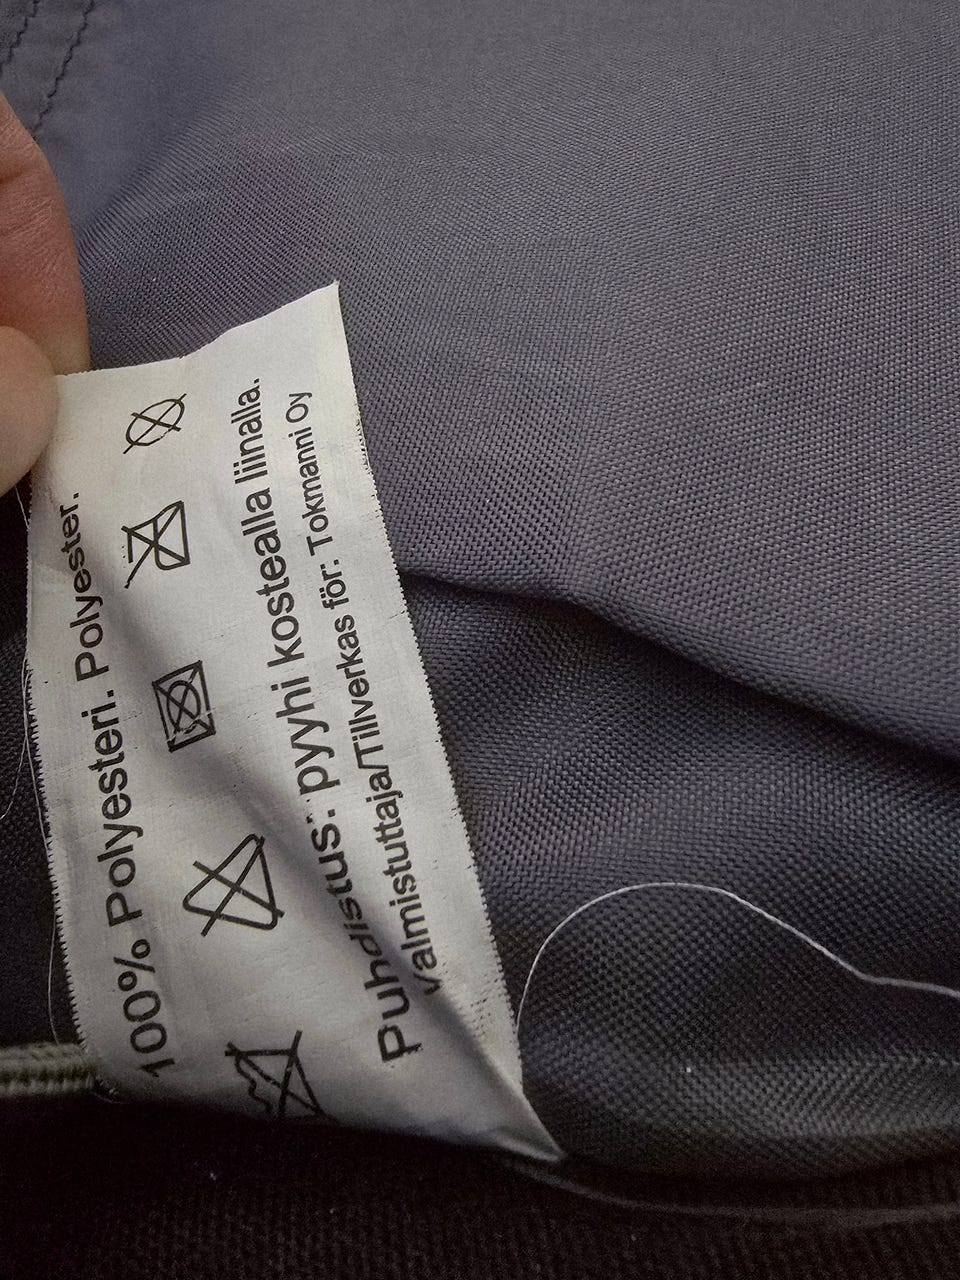 100% Polyesteri. Polyester.
Puhdistus: pyyhi kostealla liinalla.
Valmistuttaja/Tillverkas för: Tokmanni Oy